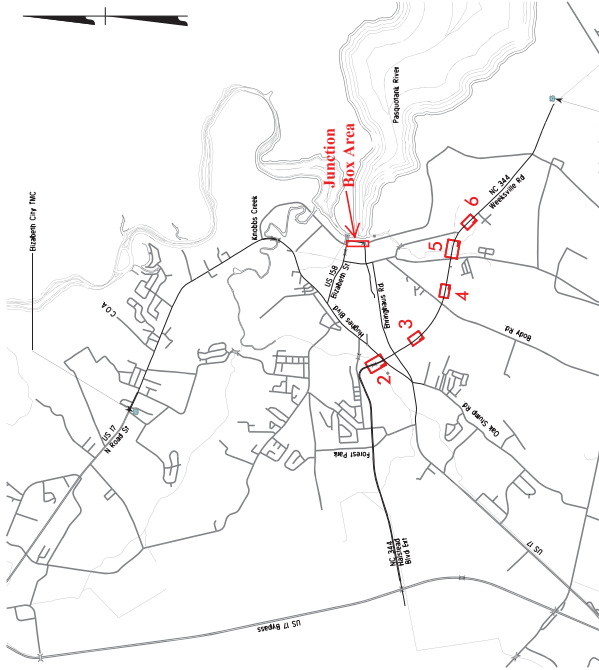 Elizabeth City TMC
Pasquotank River
Junction
Box Area
Knobbs Creek
NC 344
Weeksville Rd
US 158
Elizabeth St
C O A
Hughes Blvd
Ehringhaus Rd
6
5
4
3
2.
Body Rd
US 17
N Road St
Oak Stump Rd
Forest Park
NC 344
Halstead
Blvd Ext
US 17
US 17 Bypass